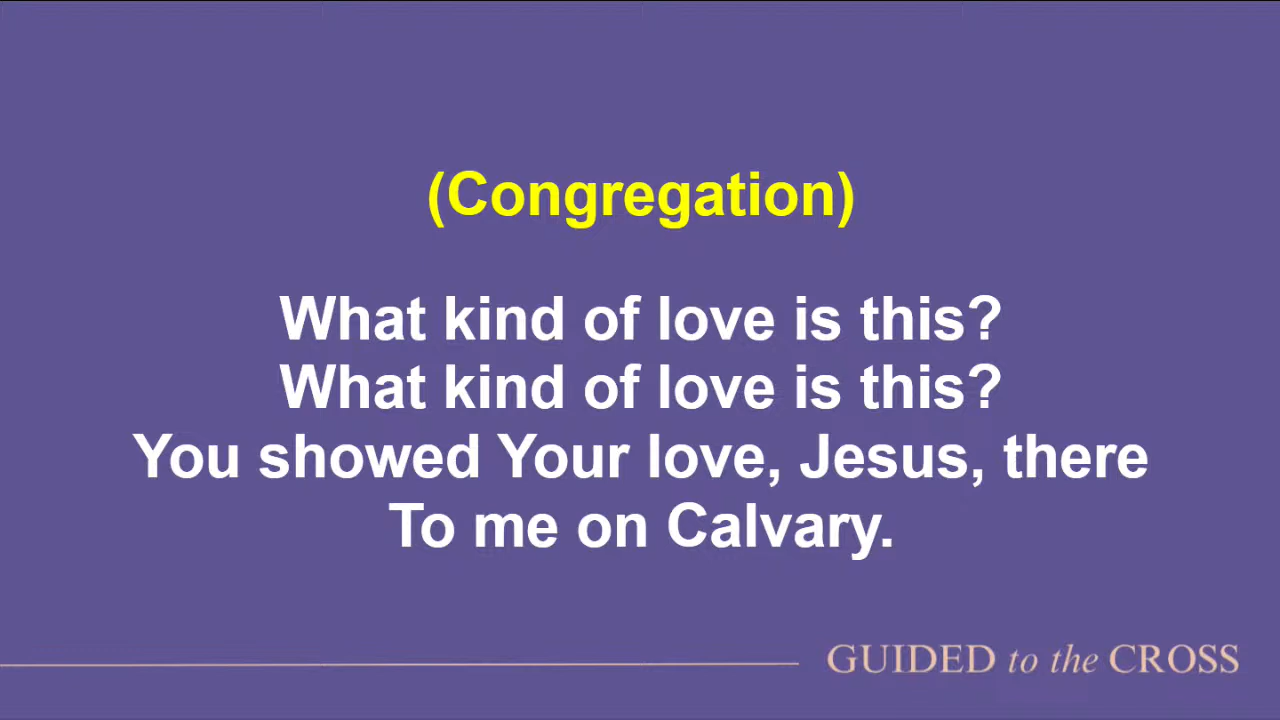 (Congregation)
What kind of love is this?
What kind of love is this?
You showed Your love, Jesus, there
To me on Calvary.
GUIDED to the CROSS